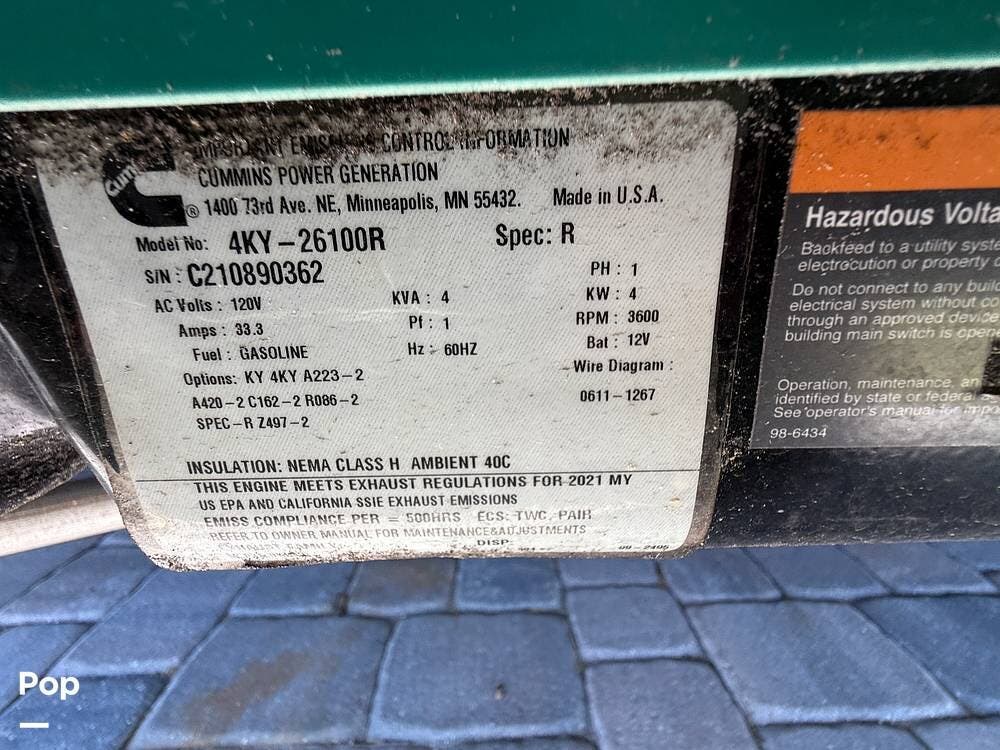 IMPORTANT EMISSIONS CONTROL INFORMATION
Cum
CUMMINS POWER GENERATION
® 1400 73rd Ave. NE, Minneapolis, MN 55432. Made in U.S.A.
Model No: 4KY-26100R Spec: R
S/N : C210890362 PH : 1
AC Volts : 120V KVA : 4 KW : 4
Amps : 33.3 Pf : 1 RPM : 3600
Fuel : GASOLINE Hz : 60HZ Bat : 12V
Options: KY 4KY A223-2 Wire Diagram :
A420-2 C162-2 R086-2 0611-1267
SPEC-R Z497-2
INSULATION: NEMA CLASS H AMBIENT 40C
THIS ENGINE MEETS EXHAUST REGULATIONS FOR 2021 MY
US EPA AND CALIFORNIA SSIE EXHAUST EMISSIONS
EMISS COMPLIANCE PER = 500HRS ECS: TWC, PAIR
REFER TO OWNER MANUAL FOR MAINTENANCE&ADJUSTMENTS
DISP
Hazardous Volta
Backfeed to a utility syste
electrocution or property
Do not connect to any build
electrical system without co
through an approved device
building main switch is open
Operation, maintenance, an
identified by state or federa
See operator's manual for impo
98-6434
Pop